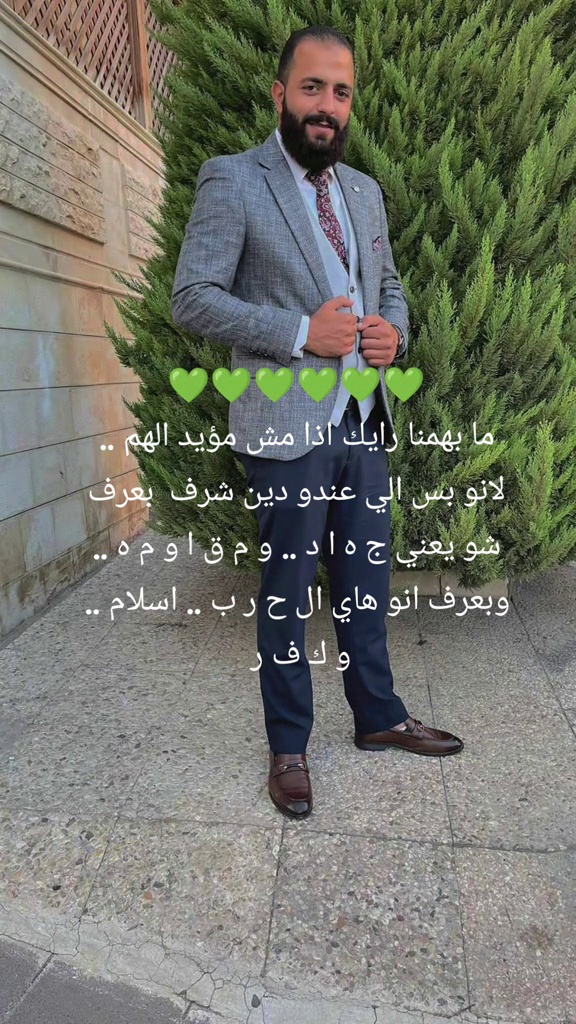 💚💚💚💚💚💚
ما بهمنا رايك اذا مش مؤيد الهم ..
لانو بس الي عندو دين شرف بعرف
شو يعني ج ه ا د .. و م ق ا و م ه ..
وبعرف انو هاي ال ح ر ب .. اسلام ..
و ك ف ر